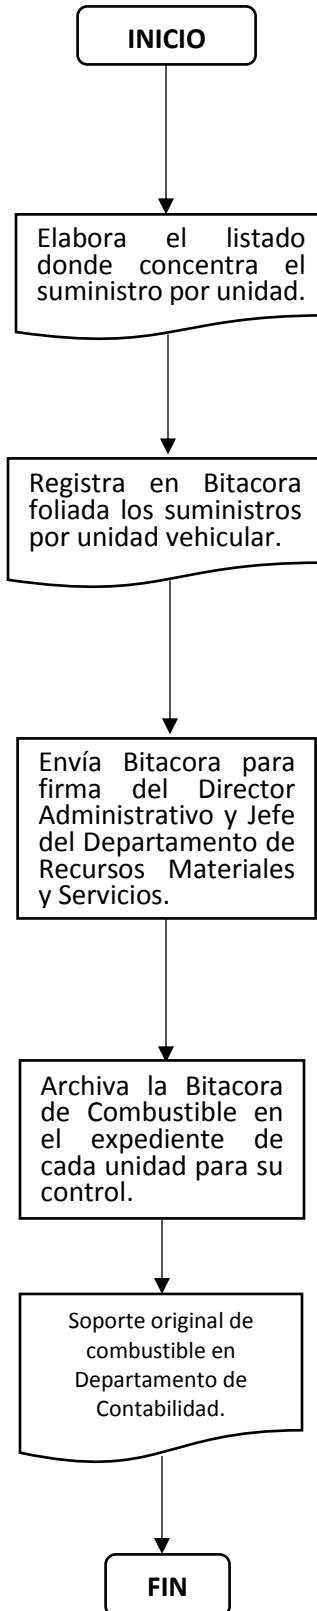 INICIO
Elabora el listado
donde concentra el
suministro por unidad.
Registra en Bitacora
foliada los suministros
por unidad vehicular.
Envía Bitacora para
firma del Director
Administrativo y Jefe
del Departamento de
Recursos Materiales
y Servicios.
Archiva la Bitacora
de Combustible en
el expediente de
cada unidad para su
control.
Soporte original de
combustible en
Departamento de
Contabilidad.
FIN